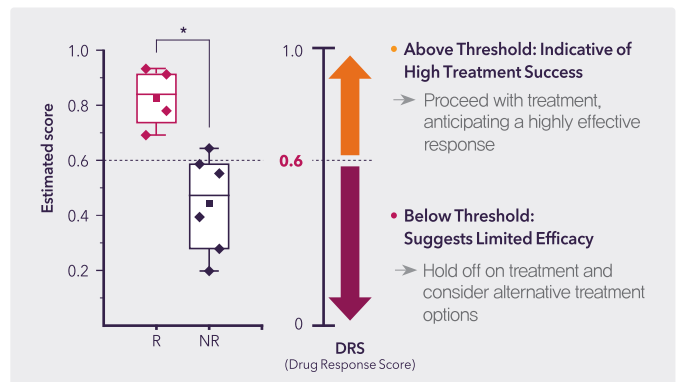 *
Estimated score
1.0
0.8
0.6
0.4
0.2
R
NR
1.0
0.6
0
DRS
(Drug Response Score)
• Above Threshold: Indicative of
High Treatment Success
Proceed with treatment,
anticipating a highly effective
response
• Below Threshold:
Suggests Limited Efficacy
Hold off on treatment and
consider alternative treatment
options